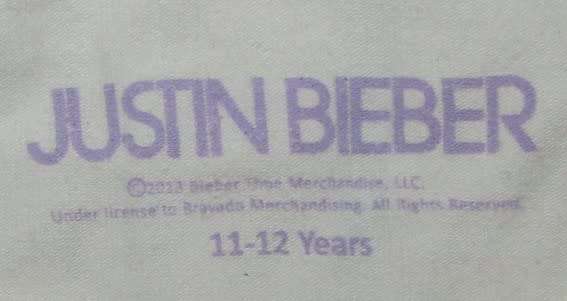 JUSTIN BIEBER
©2013 Bieber Time Merchandise, LLC.
Under license to Bravado Merchandising. All Rights Reserved.
11-12 Years